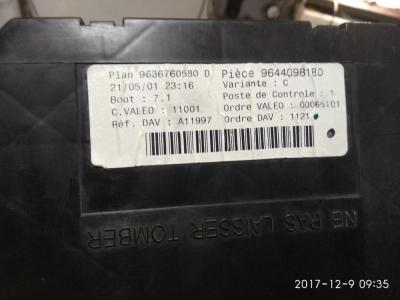 Plan 9636760580 D Pièce 9644098180
21/05/01 23:16 Variante : C
Boot : 7.1 Poste de Controle : 1
C.VALEO : 11001 Ordre VALEO : 00065101
Réf. DAV : A11997 Ordre DAV : 1121
NE PAS LAISSER TOMBER
2017-12-9 09:35